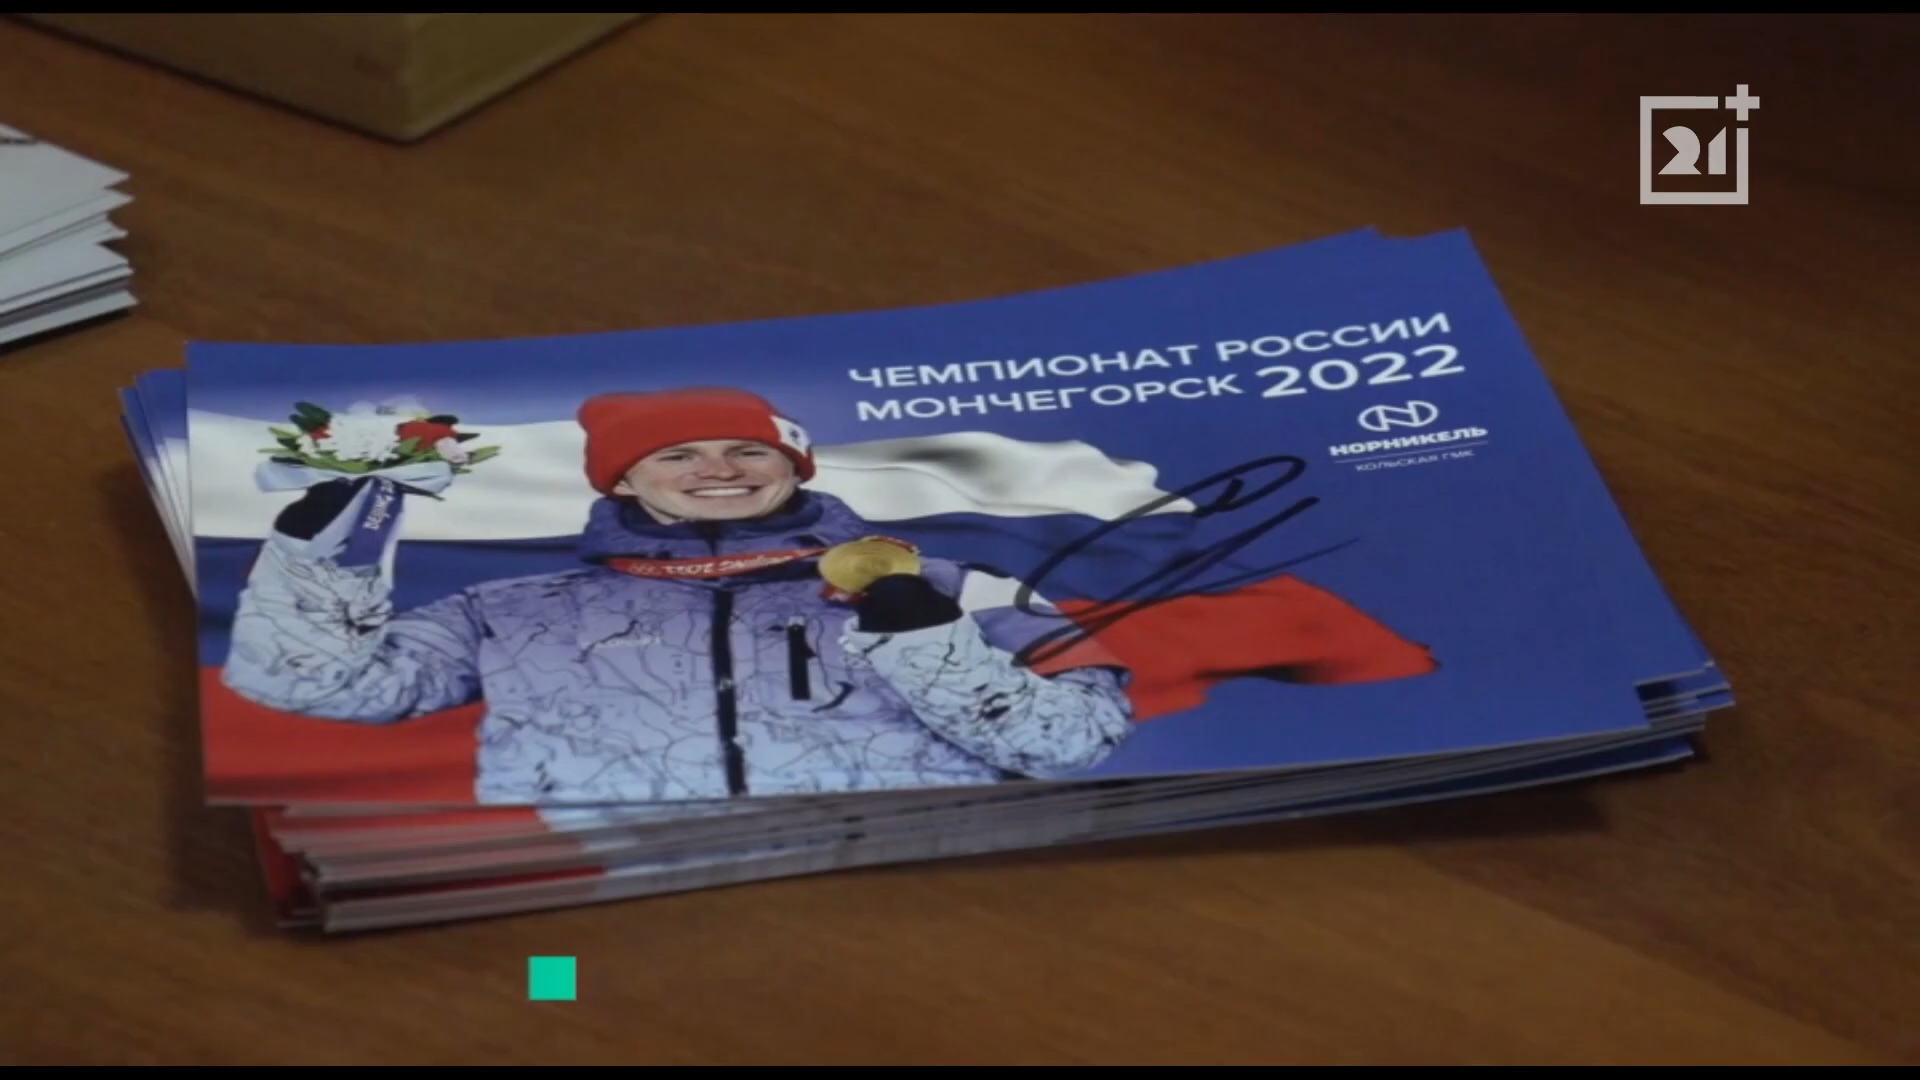 21+
ЧЕМПИОНАТ РОССИИ
МОНЧЕГОРСК 2022
НОРНИКЕЛЬ
КОЛЬСКАЯ ГМК